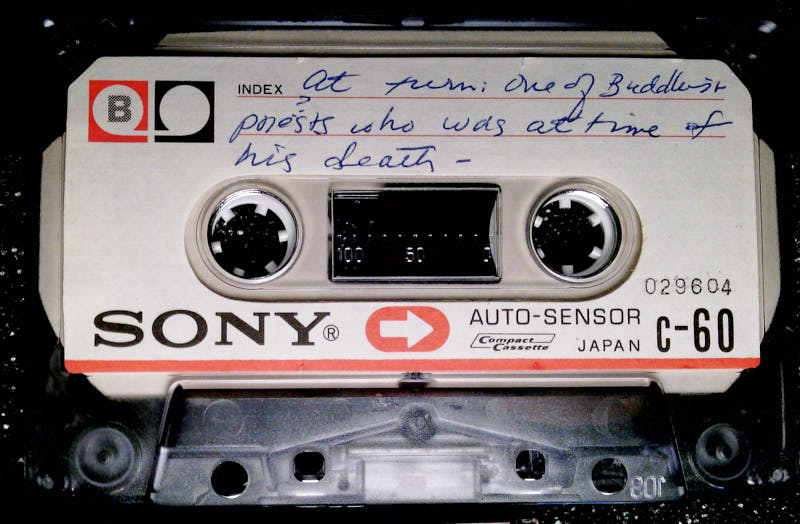 B
INDEX At turn: one of Buddhist
priests who was at time of
his death –
100 50 0
029604
SONY®
AUTO-SENSOR
Compact
Cassette
JAPAN
C-60